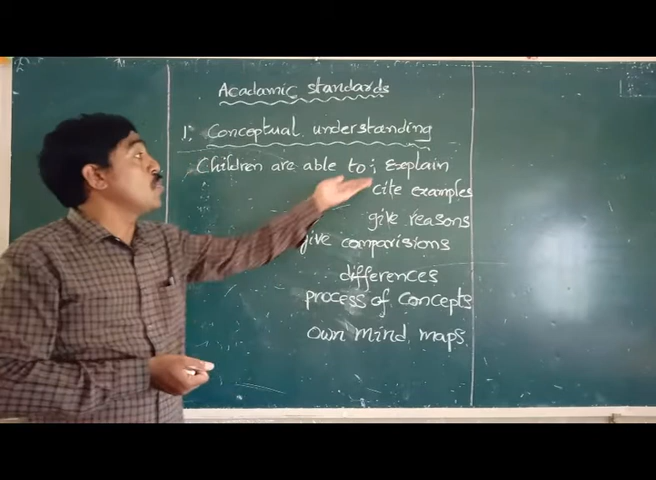 Acadamic standards
1; Conceptual understanding
Children are able to; Explain
cite examples
give reasons
give comparisions
differences
process of concepts
own mind maps.